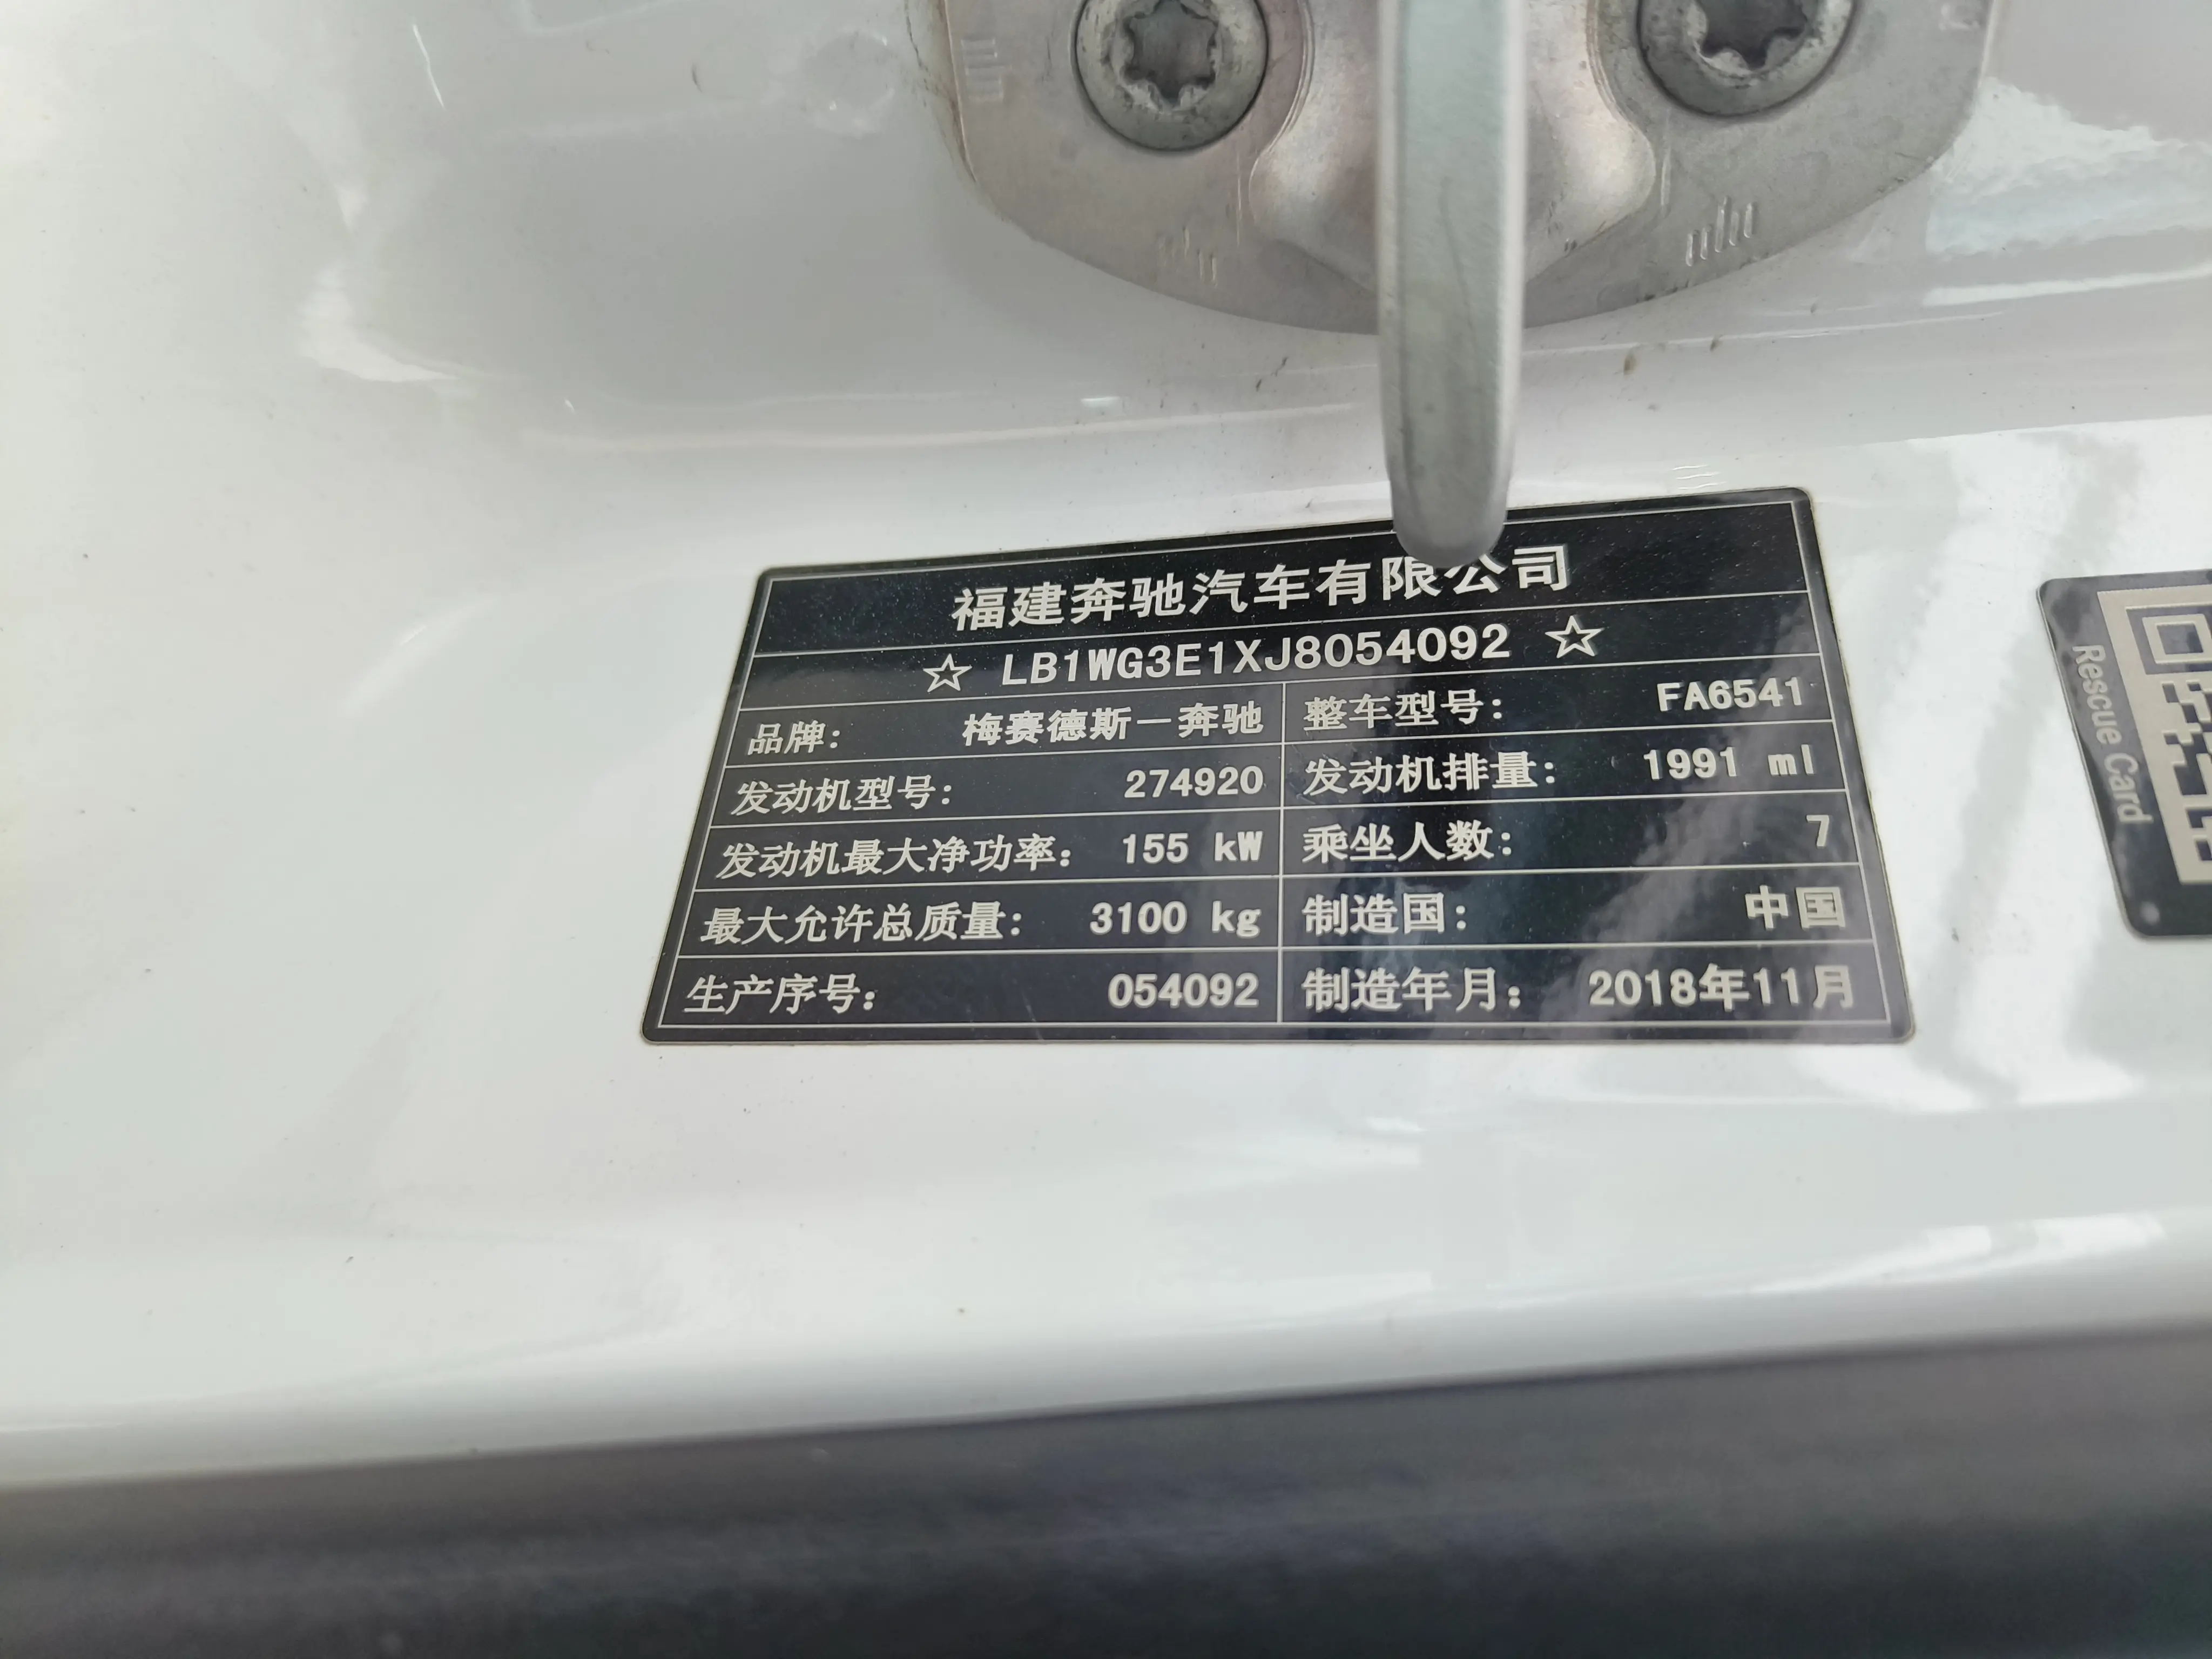 福建奔驰汽车有限公司
☆ LB1WG3E1XJ8054092 ☆
品牌： 梅赛德斯－奔驰 整车型号： FA6541
发动机型号： 274920 发动机排量： 1991 ml
发动机最大净功率： 155 kW 乘坐人数： 7
最大允许总质量： 3100 kg 制造国： 中国
生产序号： 054092 制造年月： 2018年11月
Rescue Card